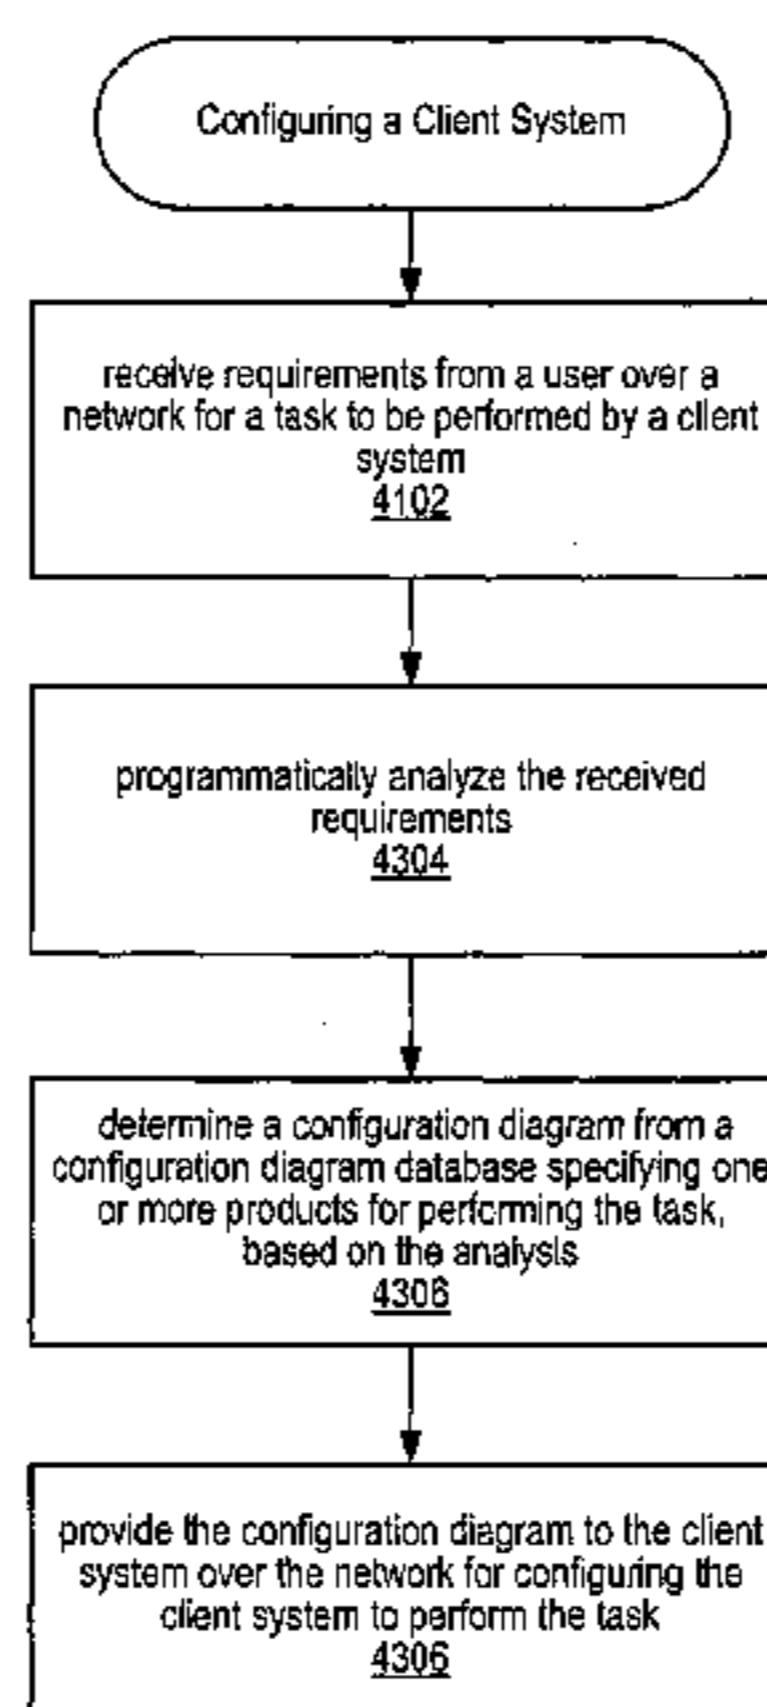 Configuring a Client System
receive requirements from a user over a
network for a task to be performed by a client
system
4102
programmatically analyze the received
requirements
4304
determine a configuration diagram from a
configuration diagram database specifying one
or more products for performing the task,
based on the analysis
4306
provide the configuration diagram to the client
system over the network for configuring the
client system to perform the task
4306